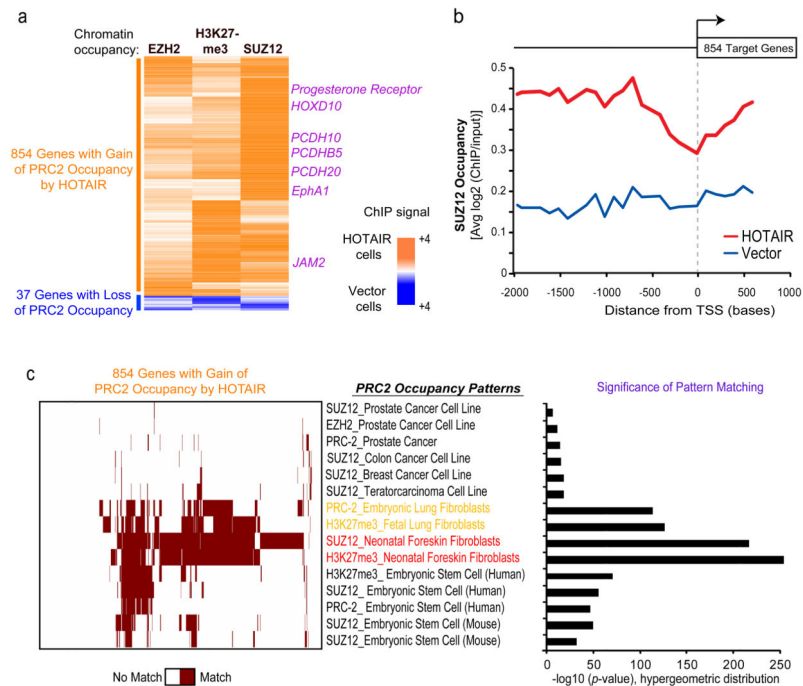 a
Chromatin
occupancy:
EZH2
H3K27-
me3
SUZ12
854 Genes with Gain
of PRC2 Occupancy
by HOTAIR
37 Genes with Loss
of PRC2 Occupancy
Progesterone Receptor
HOXD10
PCDH10
PCDHB5
PCDH20
EphA1
JAM2
ChIP signal
HOTAIR
cells
Vector
cells
+4
+4
b
854 Target Genes
SUZ12 Occupancy
[Avg log2 (ChIP/input)]
0.5
0.4
0.3
0.2
0.1
0
HOTAIR
Vector
-2000 -1500 -1000 -500 0 500 1000
Distance from TSS (bases)
c
854 Genes with Gain of
PRC2 Occupancy by HOTAIR
PRC2 Occupancy Patterns
Significance of Pattern Matching
SUZ12_Prostate Cancer Cell Line
EZH2_Prostate Cancer Cell Line
PRC-2_Prostate Cancer
SUZ12_Colon Cancer Cell Line
SUZ12_Breast Cancer Cell Line
SUZ12_Teratorcarcinoma Cell Line
PRC-2_Embryonic Lung Fibroblasts
H3K27me3_Fetal Lung Fibroblasts
SUZ12_Neonatal Foreskin Fibroblasts
H3K27me3_Neonatal Foreskin Fibroblasts
H3K27me3_ Embryonic Stem Cell (Human)
SUZ12_ Embryonic Stem Cell (Human)
PRC-2_ Embryonic Stem Cell (Human)
SUZ12_Embryonic Stem Cell (Mouse)
SUZ12_Embryonic Stem Cell (Mouse)
No Match Match
0 50 100 150 200 250
-log10 (p-value), hypergeometric distribution